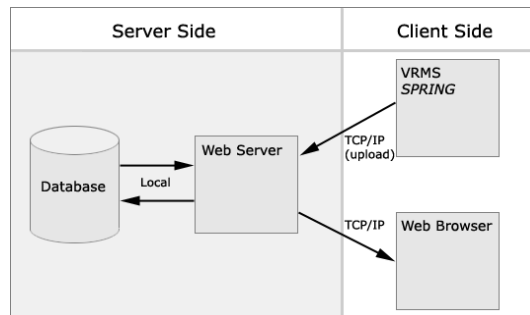 Server Side
Client Side
VRMS
SPRING
TCP/IP
(upload)
Web Server
Database
Local
TCP/IP
Web Browser